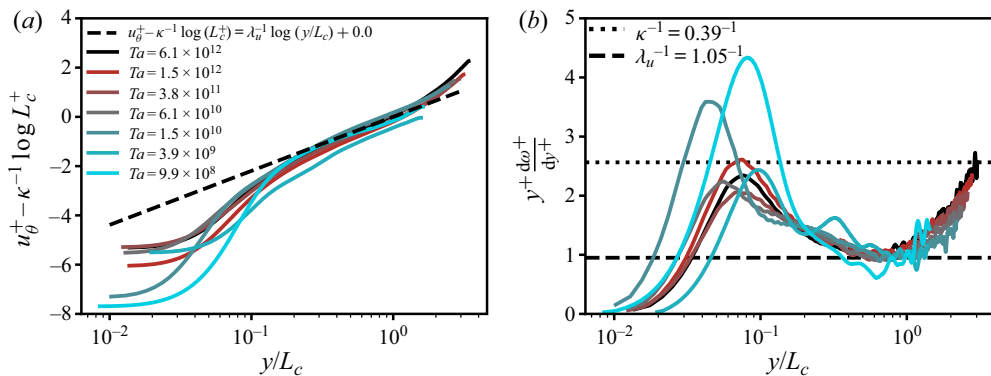 (a)
4
2
0
−2
−4
−6
−8
u_θ^+ − κ^{−1} log L_c^+
u_θ^+ − κ^{−1} log (L_c^+) = λ_u^{−1} log (y/L_c) + 0.0
Ta = 6.1 × 10^{12}
Ta = 1.5 × 10^{12}
Ta = 3.8 × 10^{11}
Ta = 6.1 × 10^{10}
Ta = 1.5 × 10^{10}
Ta = 3.9 × 10^9
Ta = 9.9 × 10^8
10^{−2}
10^{−1}
10^0
y/L_c
(b)
5
4
3
2
1
0
y^+ dω^+/dy^+
κ^{−1} = 0.39^{−1}
λ_u^{−1} = 1.05^{−1}
10^{−2}
10^{−1}
10^0
y/L_c